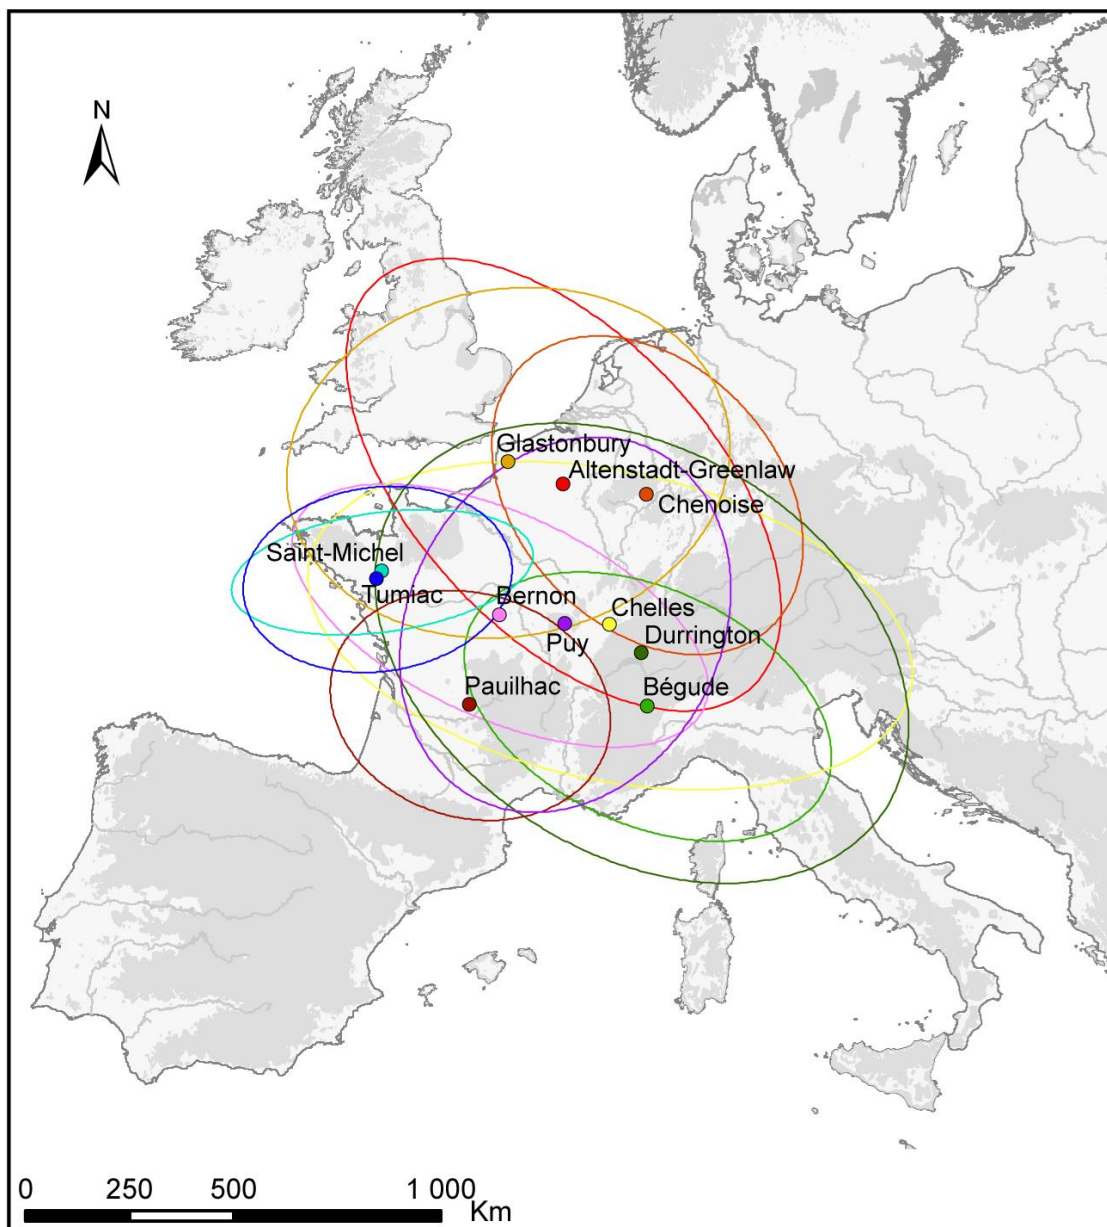 N
Glastonbury
Altenstadt-Greenlaw
Chenoise
Saint-Michel
Tumiac
Bernon
Chelles
Puy
Durrington
Pauilhac
Bégude
0 250 500 1 000
Km